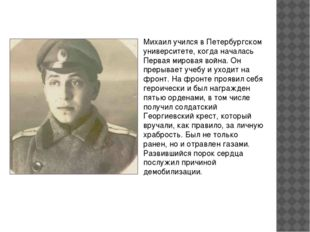 Михаил учился в Петербургском
университете, когда началась
Первая мировая война. Он
прерывает учебу и уходит на
фронт. На фронте проявил себя
героически и был награжден
пятью орденами, в том числе
получил солдатский
Георгиевский крест, который
вручали, как правило, за личную
храбрость. Был не только
ранен, но и отравлен газами.
Развившийся порок сердца
послужил причиной
демобилизации.